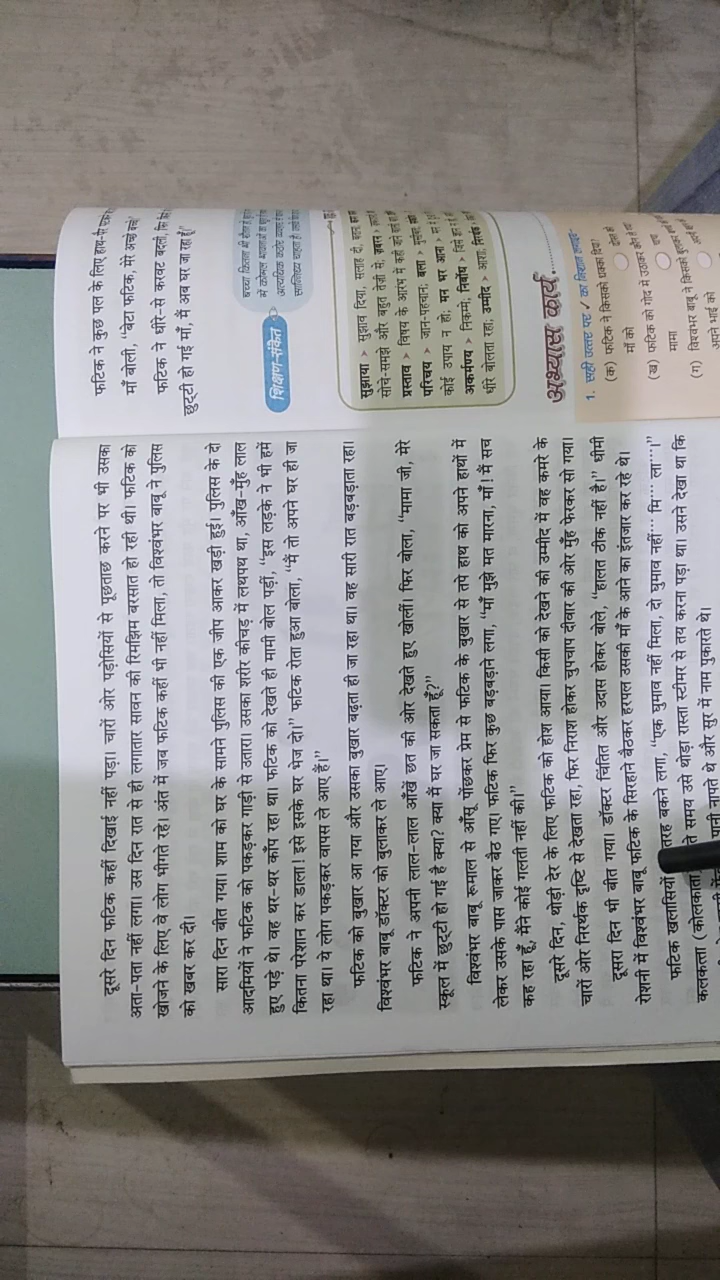 दूसरे दिन फटिक कहीं दिखाई नहीं पड़ा। चारों ओर पड़ोसियों से पूछताछ करने पर भी उसका
अता-पता नहीं लगा। उस दिन रात से ही लगातार सावन की रिमझिम बरसात हो रही थी। फटिक को
खोजने के लिए वे लोग भीगते रहे। अंत में जब फटिक कहीं भी नहीं मिला, तो विश्वंभर बाबू ने पुलिस
को खबर कर दी।
सारा दिन बीत गया। शाम को घर के सामने पुलिस की एक जीप आकर खड़ी हुई। पुलिस के दो
आदमियों ने फटिक को पकड़कर गाड़ी से उतारा। उसका शरीर कीचड़ में लथपथ था, आँख-मुँह लाल
हुए पड़े थे। वह थर-थर काँप रहा था। फटिक को देखते ही मामी बोल पड़ीं, "इस लड़के ने भी हमें
कितना परेशान कर डाला! इसे इसके घर भेज दो।" फटिक रोता हुआ बोला, "मैं तो अपने घर ही जा
रहा था। ये लोग पकड़कर वापस ले आए हैं।"
फटिक को बुखार आ गया और उसका बुखार बढ़ता ही जा रहा था। वह सारी रात बड़बड़ाता रहा।
विश्वंभर बाबू डॉक्टर को बुलाकर ले आए।
फटिक ने अपनी लाल-लाल आँखें छत की ओर देखते हुए खोलीं। फिर बोला, "मामा जी, मेरे
स्कूल में छुट्टी हो गई है क्या? क्या मैं घर जा सकता हूँ?"
विश्वंभर बाबू रूमाल से आँसू पोंछकर प्रेम से फटिक के बुखार से तपे हाथ को अपने हाथों में
लेकर उसके पास जाकर बैठ गए। फटिक फिर कुछ बड़बड़ाने लगा, "माँ मुझे मत मारना, माँ! मैं सच
कह रहा हूँ, मैंने कोई गलती नहीं की।"
दूसरे दिन, थोड़ी देर के लिए फटिक को होश आया। किसी को देखने की उम्मीद में वह कमरे के
चारों ओर निरर्थक दृष्टि से देखता रहा, फिर निराश होकर चुपचाप दीवार की ओर मुँह फेरकर सो गया।
दूसरा दिन भी बीत गया। डॉक्टर चिंतित और उदास होकर बोले, "हालत ठीक नहीं है।" धीमी
रोशनी में विश्वंभर बाबू फटिक के सिरहाने बैठकर हरपल उसकी माँ के आने का इंतजार कर रहे थे।
फटिक खलासियों तरह बकने लगा, "एक घुमाव नहीं मिला, दो घुमाव नहीं... मि... ला...।"
कलकत्ता (कोलकाता ते समय उसे थोड़ा रास्ता स्टीमर से तय करना पड़ा था। उसने देखा था कि
पानी नापते थे और सुर में नाम पुकारते थे।
फटिक ने कुछ पल के लिए हाथ-पैर
माँ बोली, "बेटा फटिक, मेरे अच्छे बच्चे
फटिक ने धीरे-से करवट बदली, फिर
छुट्टी हो गई माँ, मैं अब घर जा रहा हूँ।"
शिक्षण-संकेत
सुझाया > सुझाव दिया, सलाह दी,
सोचे-समझे और बहुत तेज़ी से;
प्रस्ताव > विषय के आरंभ में कही जाने
परिचय > जान-पहचान; बला >
कोई उपाय न हो; मन भर आना >
अकर्मण्य > निकम्मे; निर्बोध >
धीरे बोलता रहा; उम्मीद > आशा; निरर्थक >
अभ्यास कार्य
1. सही उत्तर पर ✓ का निशान लगाइए-
(क) फटिक ने किसको धक्का दिया?
माँ को
(ख) फटिक को गोद में उठाकर
मामा
(ग) विश्वंभर बाबू ने किसको
अपने भाई को